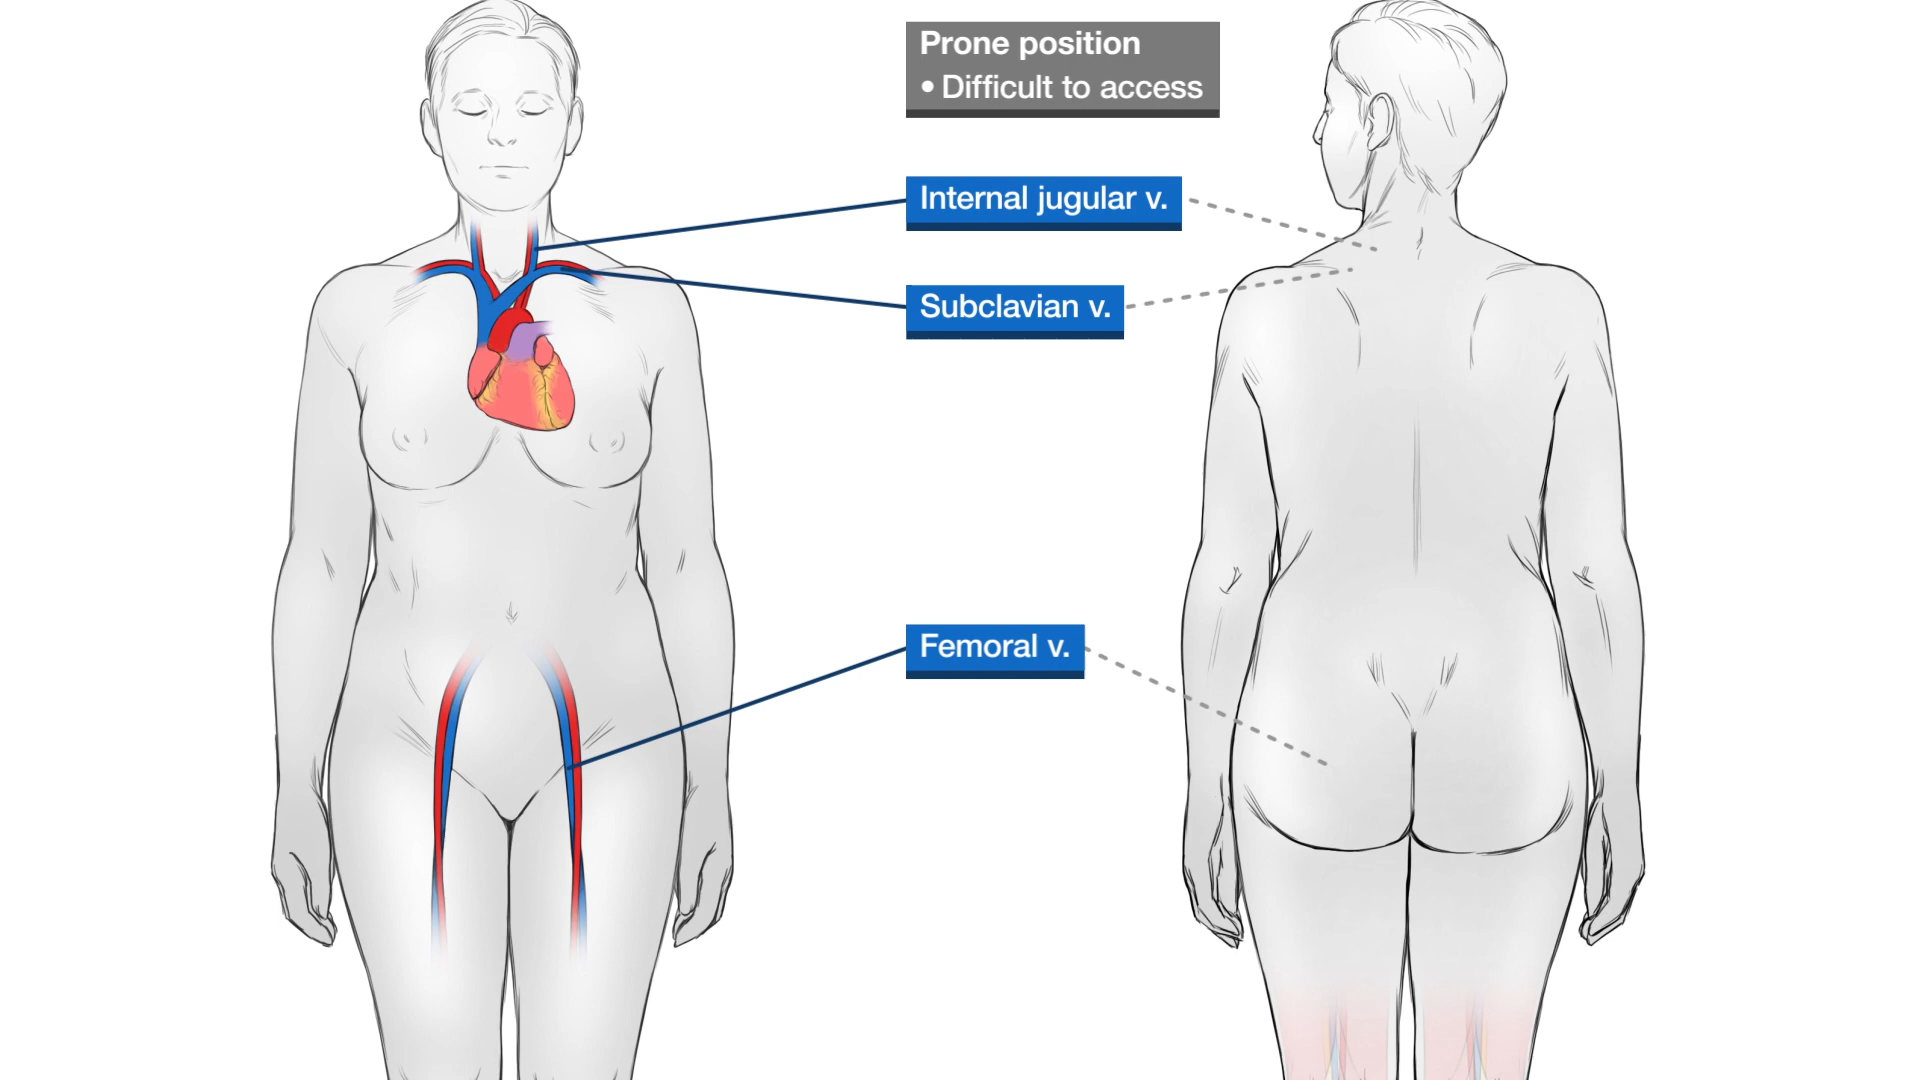 Prone position
• Difficult to access
Internal jugular v.
Subclavian v.
Femoral v.